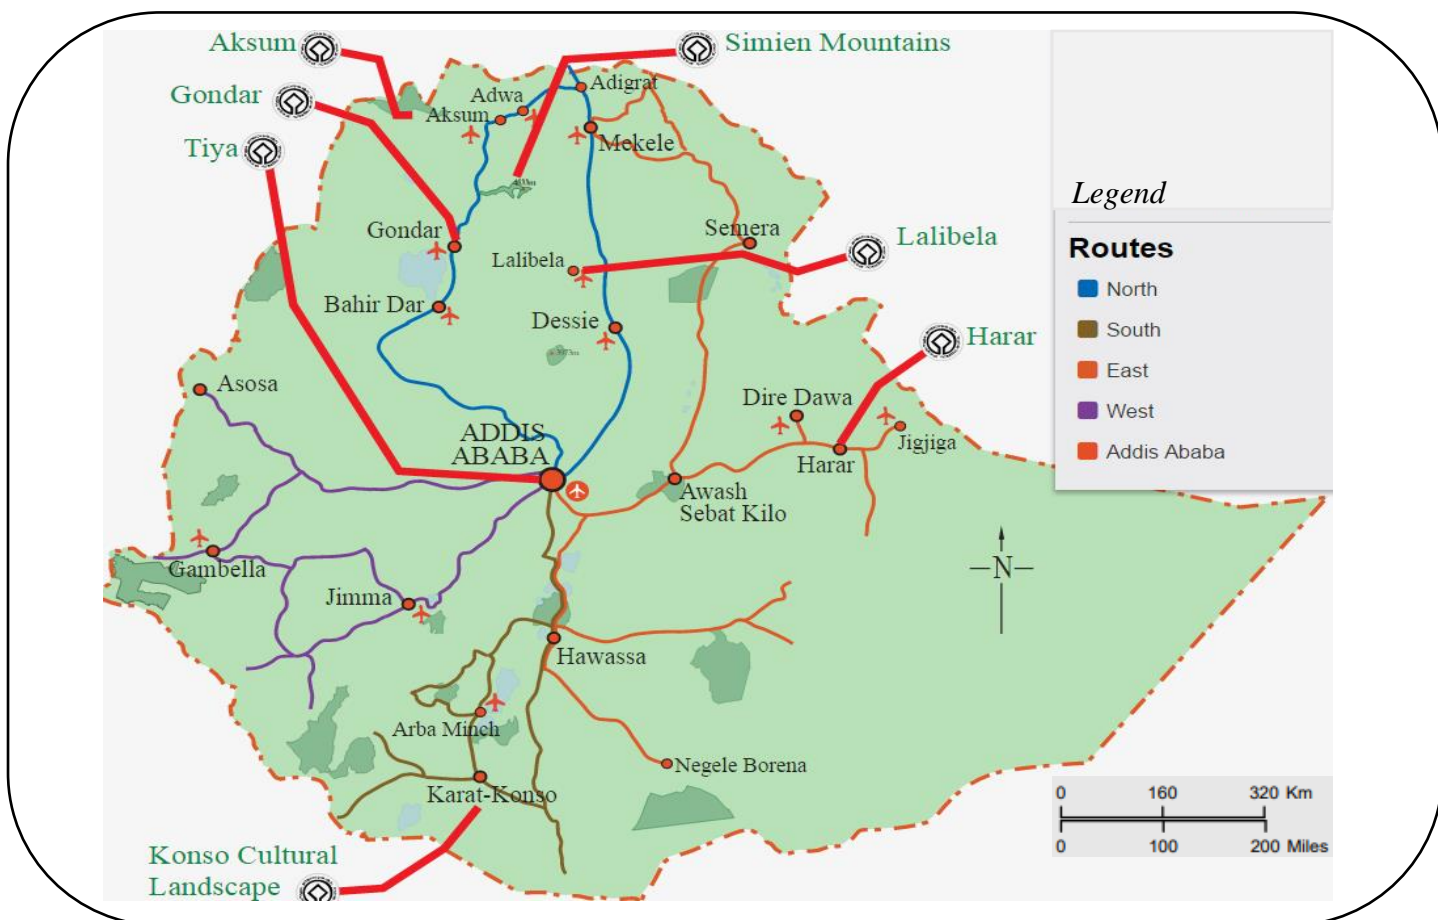 Aksum
Simien Mountains
Gondar
Tiya
Adigrat
Adwa
Aksum
Mekele
Legend
Routes
North
South
East
West
Addis Ababa
Gondar
Semera
Lalibela
Lalibela
Bahir Dar
Dessie
Harar
Asosa
Dire Dawa
ADDIS
ABABA
Jigjiga
Harar
Awash
Sebat Kilo
N
Gambella
Jimma
Hawassa
Arba Minch
Negele Borena
Karat-Konso
0 160 320 Km
0 100 200 Miles
Konso Cultural
Landscape